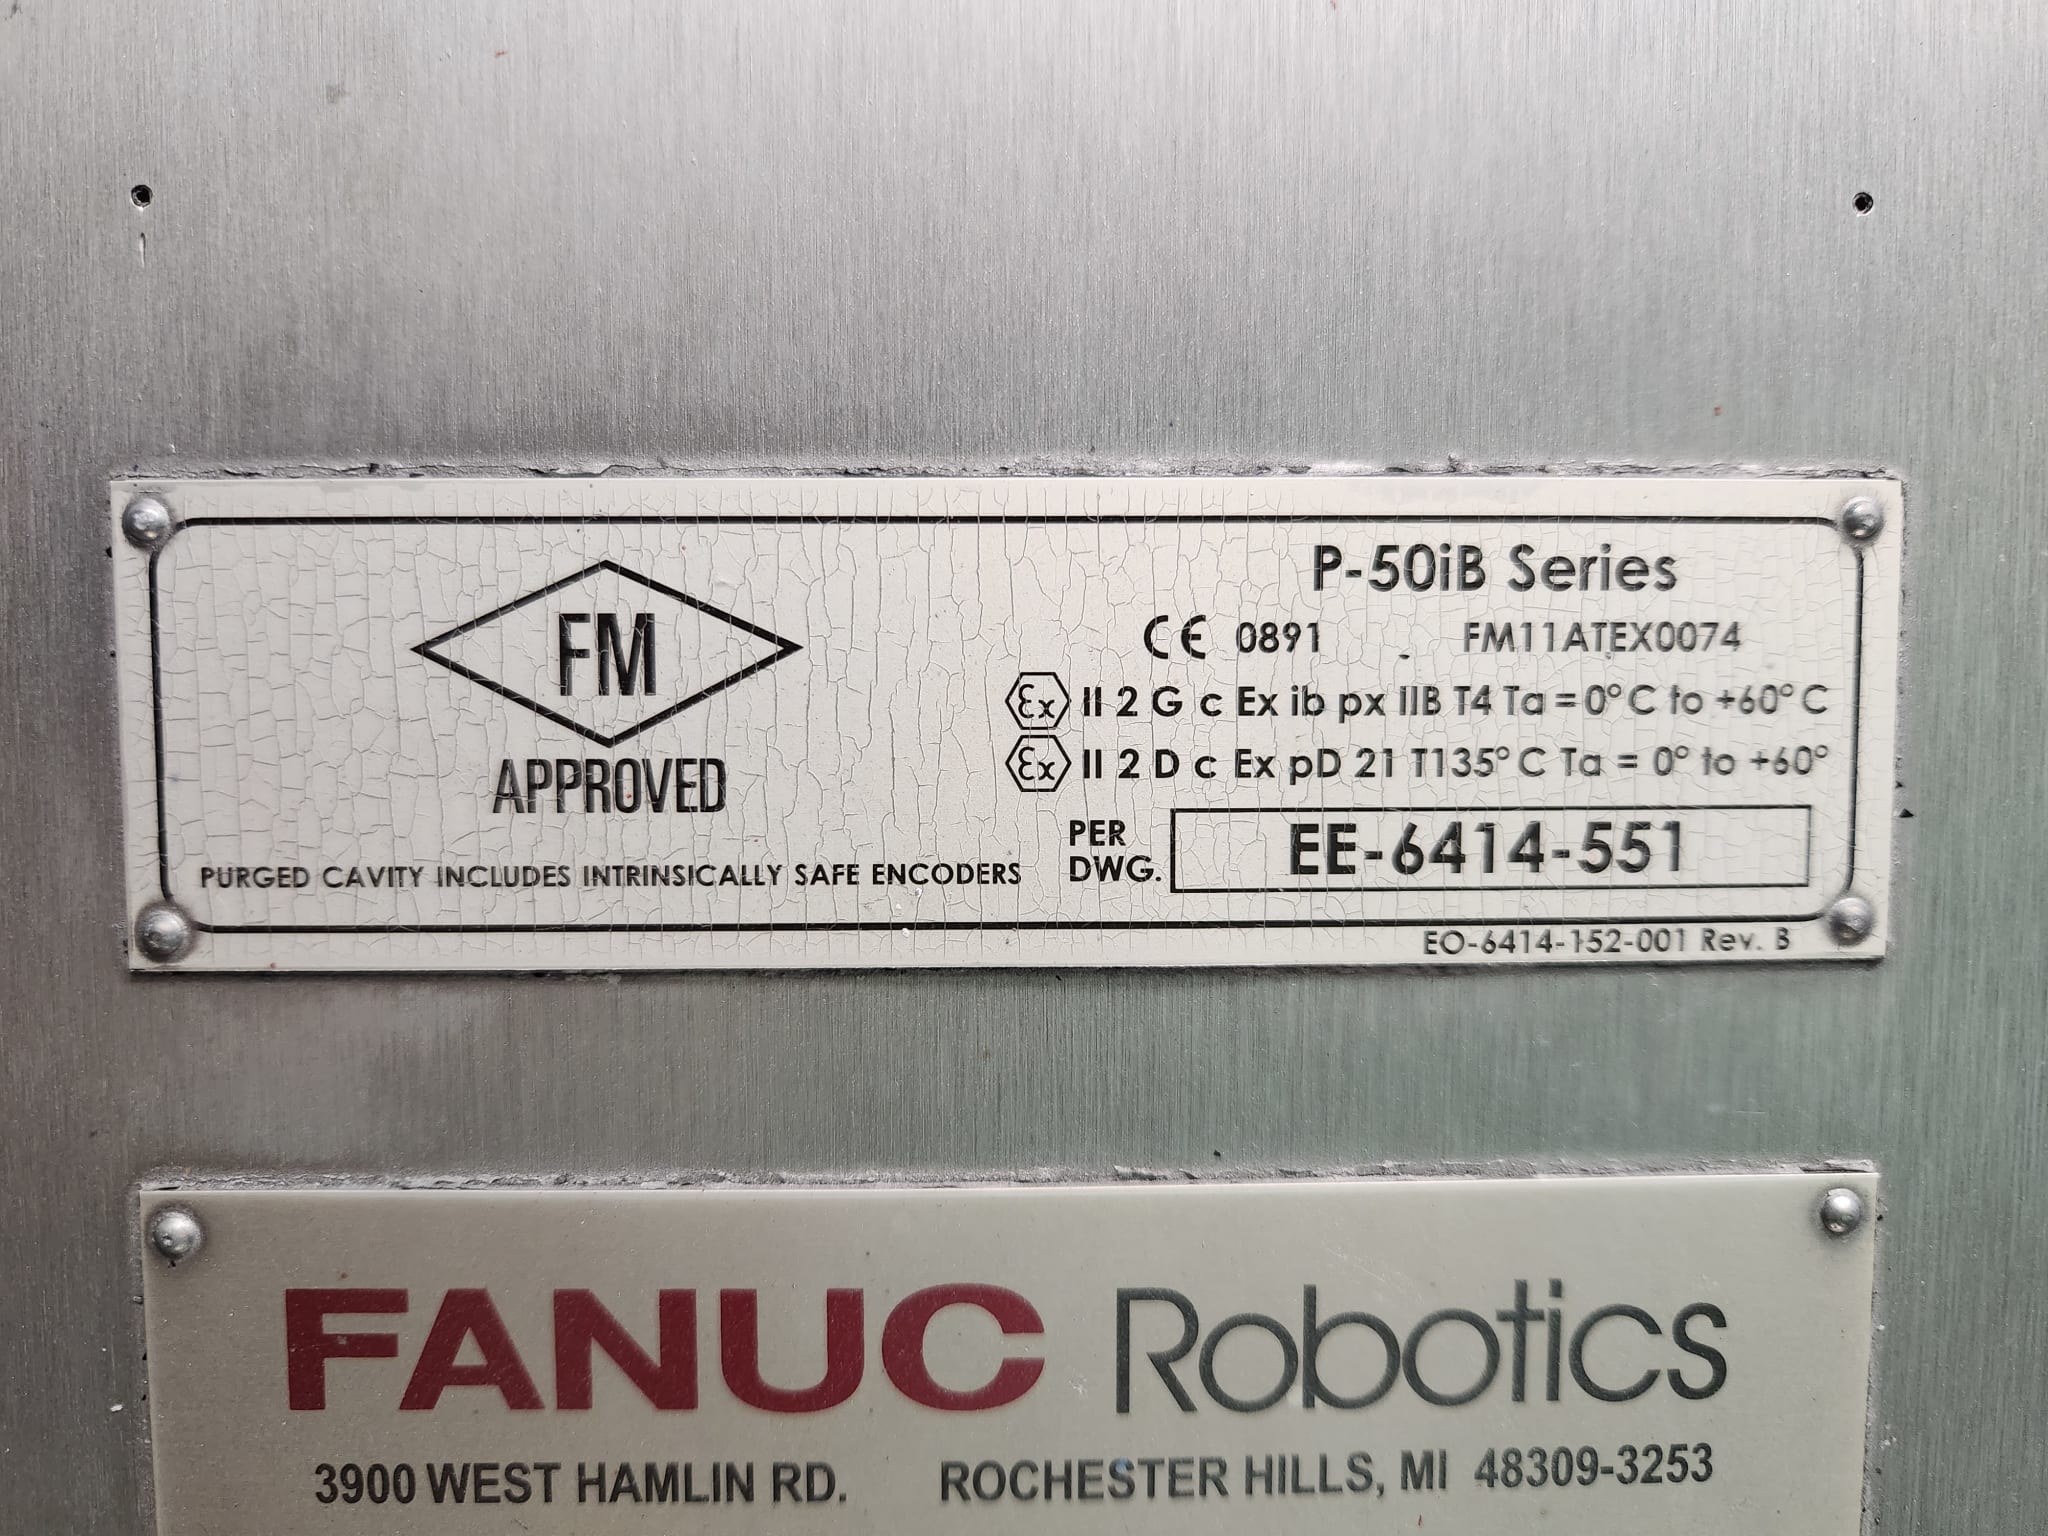 FM
APPROVED
PURGED CAVITY INCLUDES INTRINSICALLY SAFE ENCODERS
P-50iB Series
CE 0891 FM11ATEX0074
Ex II 2 G c Ex ib px IIB T4 Ta = 0° C to +60° C
Ex II 2 D c Ex pD 21 T135° C Ta = 0° to +60°
PER
DWG.
EE-6414-551
EO-6414-152-001 Rev. B
FANUC Robotics
3900 WEST HAMLIN RD. ROCHESTER HILLS, MI 48309-3253